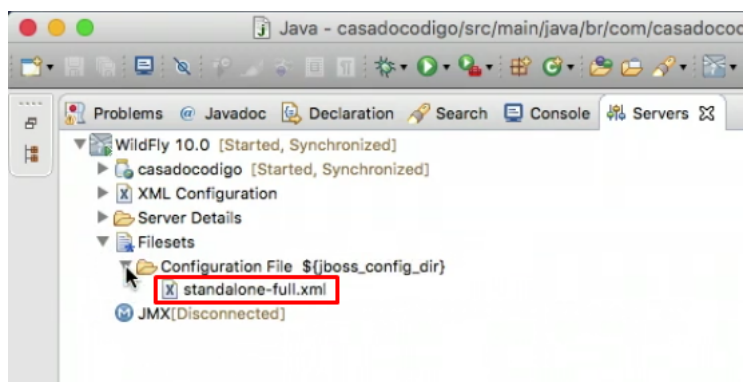 Java - casadocodigo/src/main/java/br/com/casadococ
Problems @ Javadoc Declaration Search Console Servers
WildFly 10.0 [Started, Synchronized]
casadocodigo [Started, Synchronized]
XML Configuration
Server Details
Filesets
Configuration File ${jboss_config_dir}
standalone-full.xml
JMX[Disconnected]